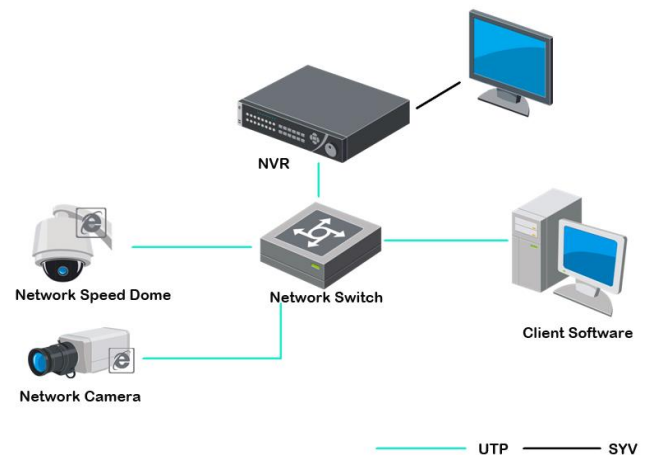 NVR
Network Speed Dome
Network Switch
Client Software
Network Camera
UTP
SYV